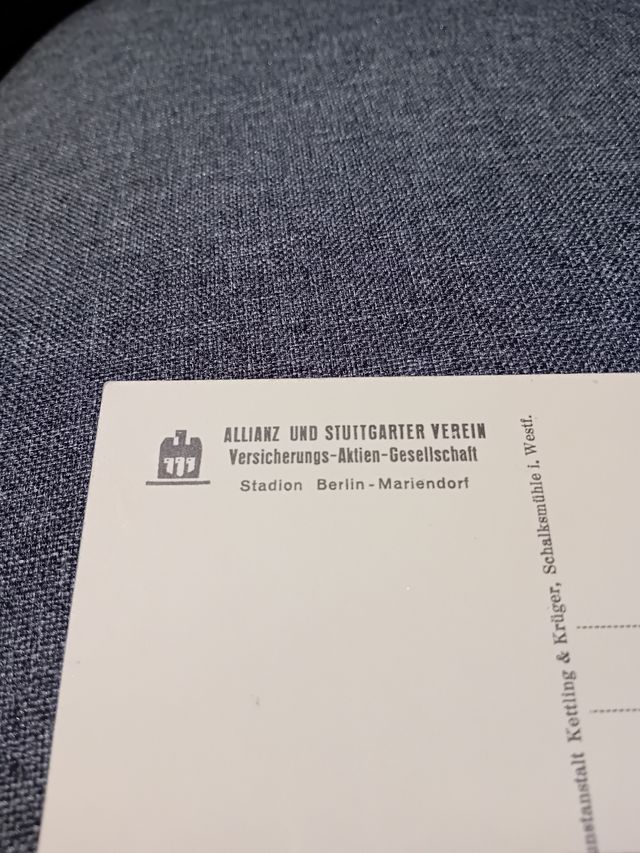 ALLIANZ UND STUTTGARTER VEREIN
Versicherungs-Aktien-Gesellschaft
Stadion Berlin-Mariendorf
Kettling & Krüger, Schalksmühle i. Westf.